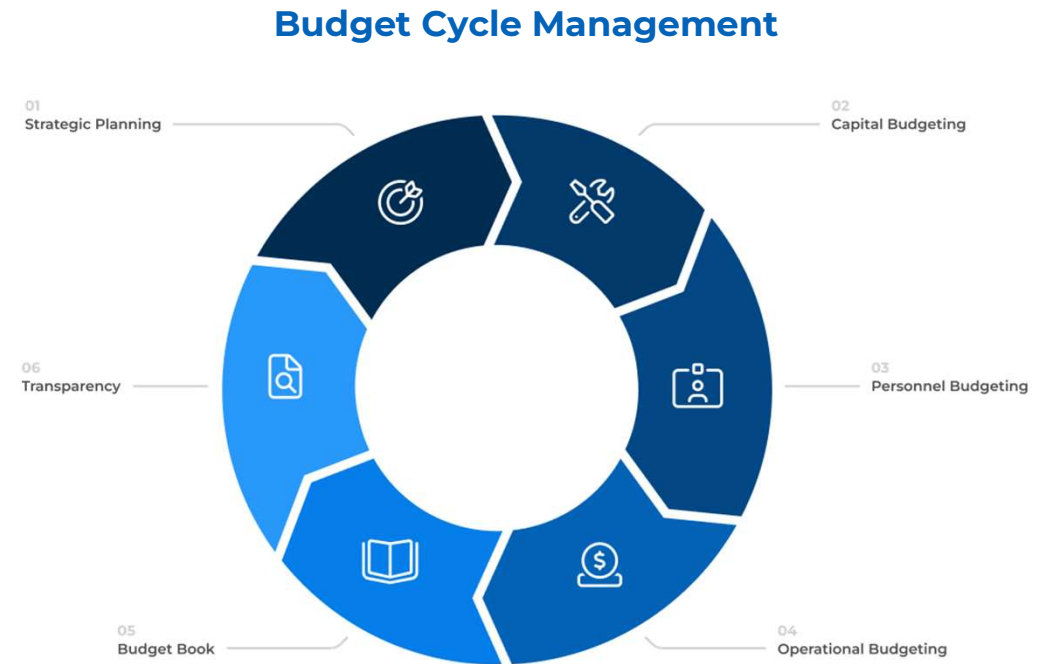 Budget Cycle Management
01
Strategic Planning
02
Capital Budgeting
03
Personnel Budgeting
04
Operational Budgeting
05
Budget Book
06
Transparency
$